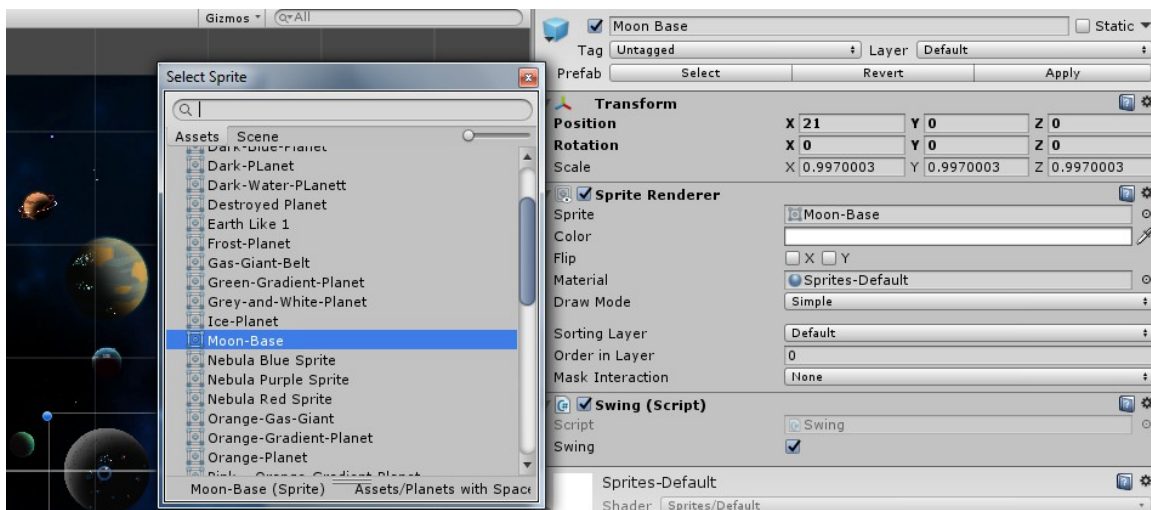 Gizmos
All
Select Sprite
Assets Scene
Dark-Blue-Planet
Dark-PLanet
Dark-Water-PLanett
Destroyed Planet
Earth Like 1
Frost-Planet
Gas-Giant-Belt
Green-Gradient-Planet
Grey-and-White-Planet
Ice-Planet
Moon-Base
Nebula Blue Sprite
Nebula Purple Sprite
Nebula Red Sprite
Orange-Gas-Giant
Orange-Gradient-Planet
Orange-Planet
Moon-Base (Sprite) Assets/Planets with Space
Moon Base Static
Tag Untagged Layer Default
Prefab Select Revert Apply
Transform
Position X 21 Y 0 Z 0
Rotation X 0 Y 0 Z 0
Scale X 0.9970003 Y 0.9970003 Z 0.9970003
Sprite Renderer
Sprite Moon-Base
Color
Flip X Y
Material Sprites-Default
Draw Mode Simple
Sorting Layer Default
Order in Layer 0
Mask Interaction None
Swing (Script)
Script Swing
Swing
Sprites-Default
Shader Sprites/Default